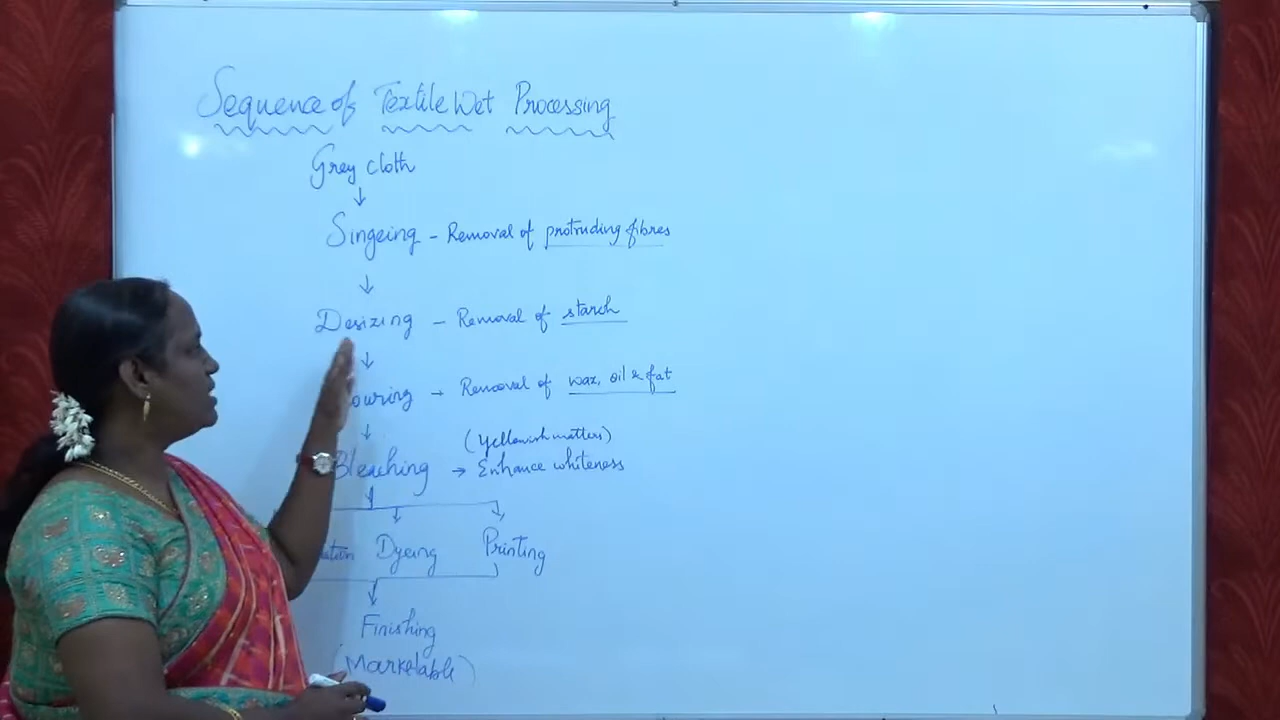 Sequence of Textile Wet Processing
Grey cloth
↓
Singeing - Removal of protruding fibres
↓
Desizing - Removal of starch
↓
ouring → Removal of wax, oil & fat
↓
(Yellowish matters)
Bleaching → Enhance whiteness
Dyeing Printing
Finishing
(Marketable)